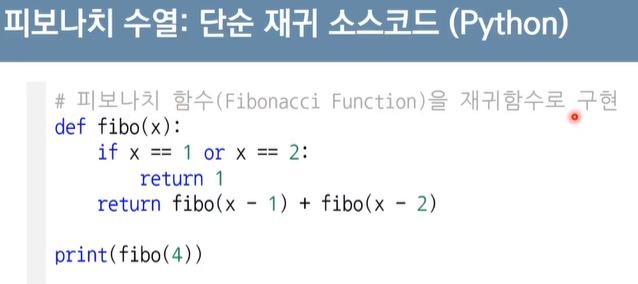 피보나치 수열: 단순 재귀 소스코드 (Python)
# 피보나치 함수(Fibonacci Function)을 재귀함수로 구현
def fibo(x):
    if x == 1 or x == 2:
        return 1
    return fibo(x - 1) + fibo(x - 2)
print(fibo(4))